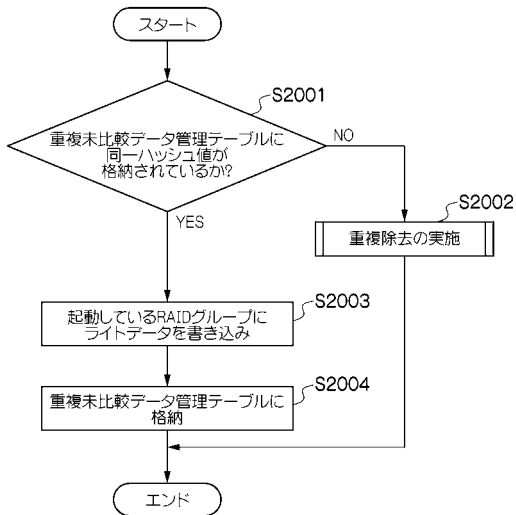 スタート
S2001
重複未比較データ管理テーブルに
同一ハッシュ値が
格納されているか?
NO
YES
S2002
重複除去の実施
S2003
起動しているRAIDグループに
ライトデータを書き込み
S2004
重複未比較データ管理テーブルに
格納
エンド